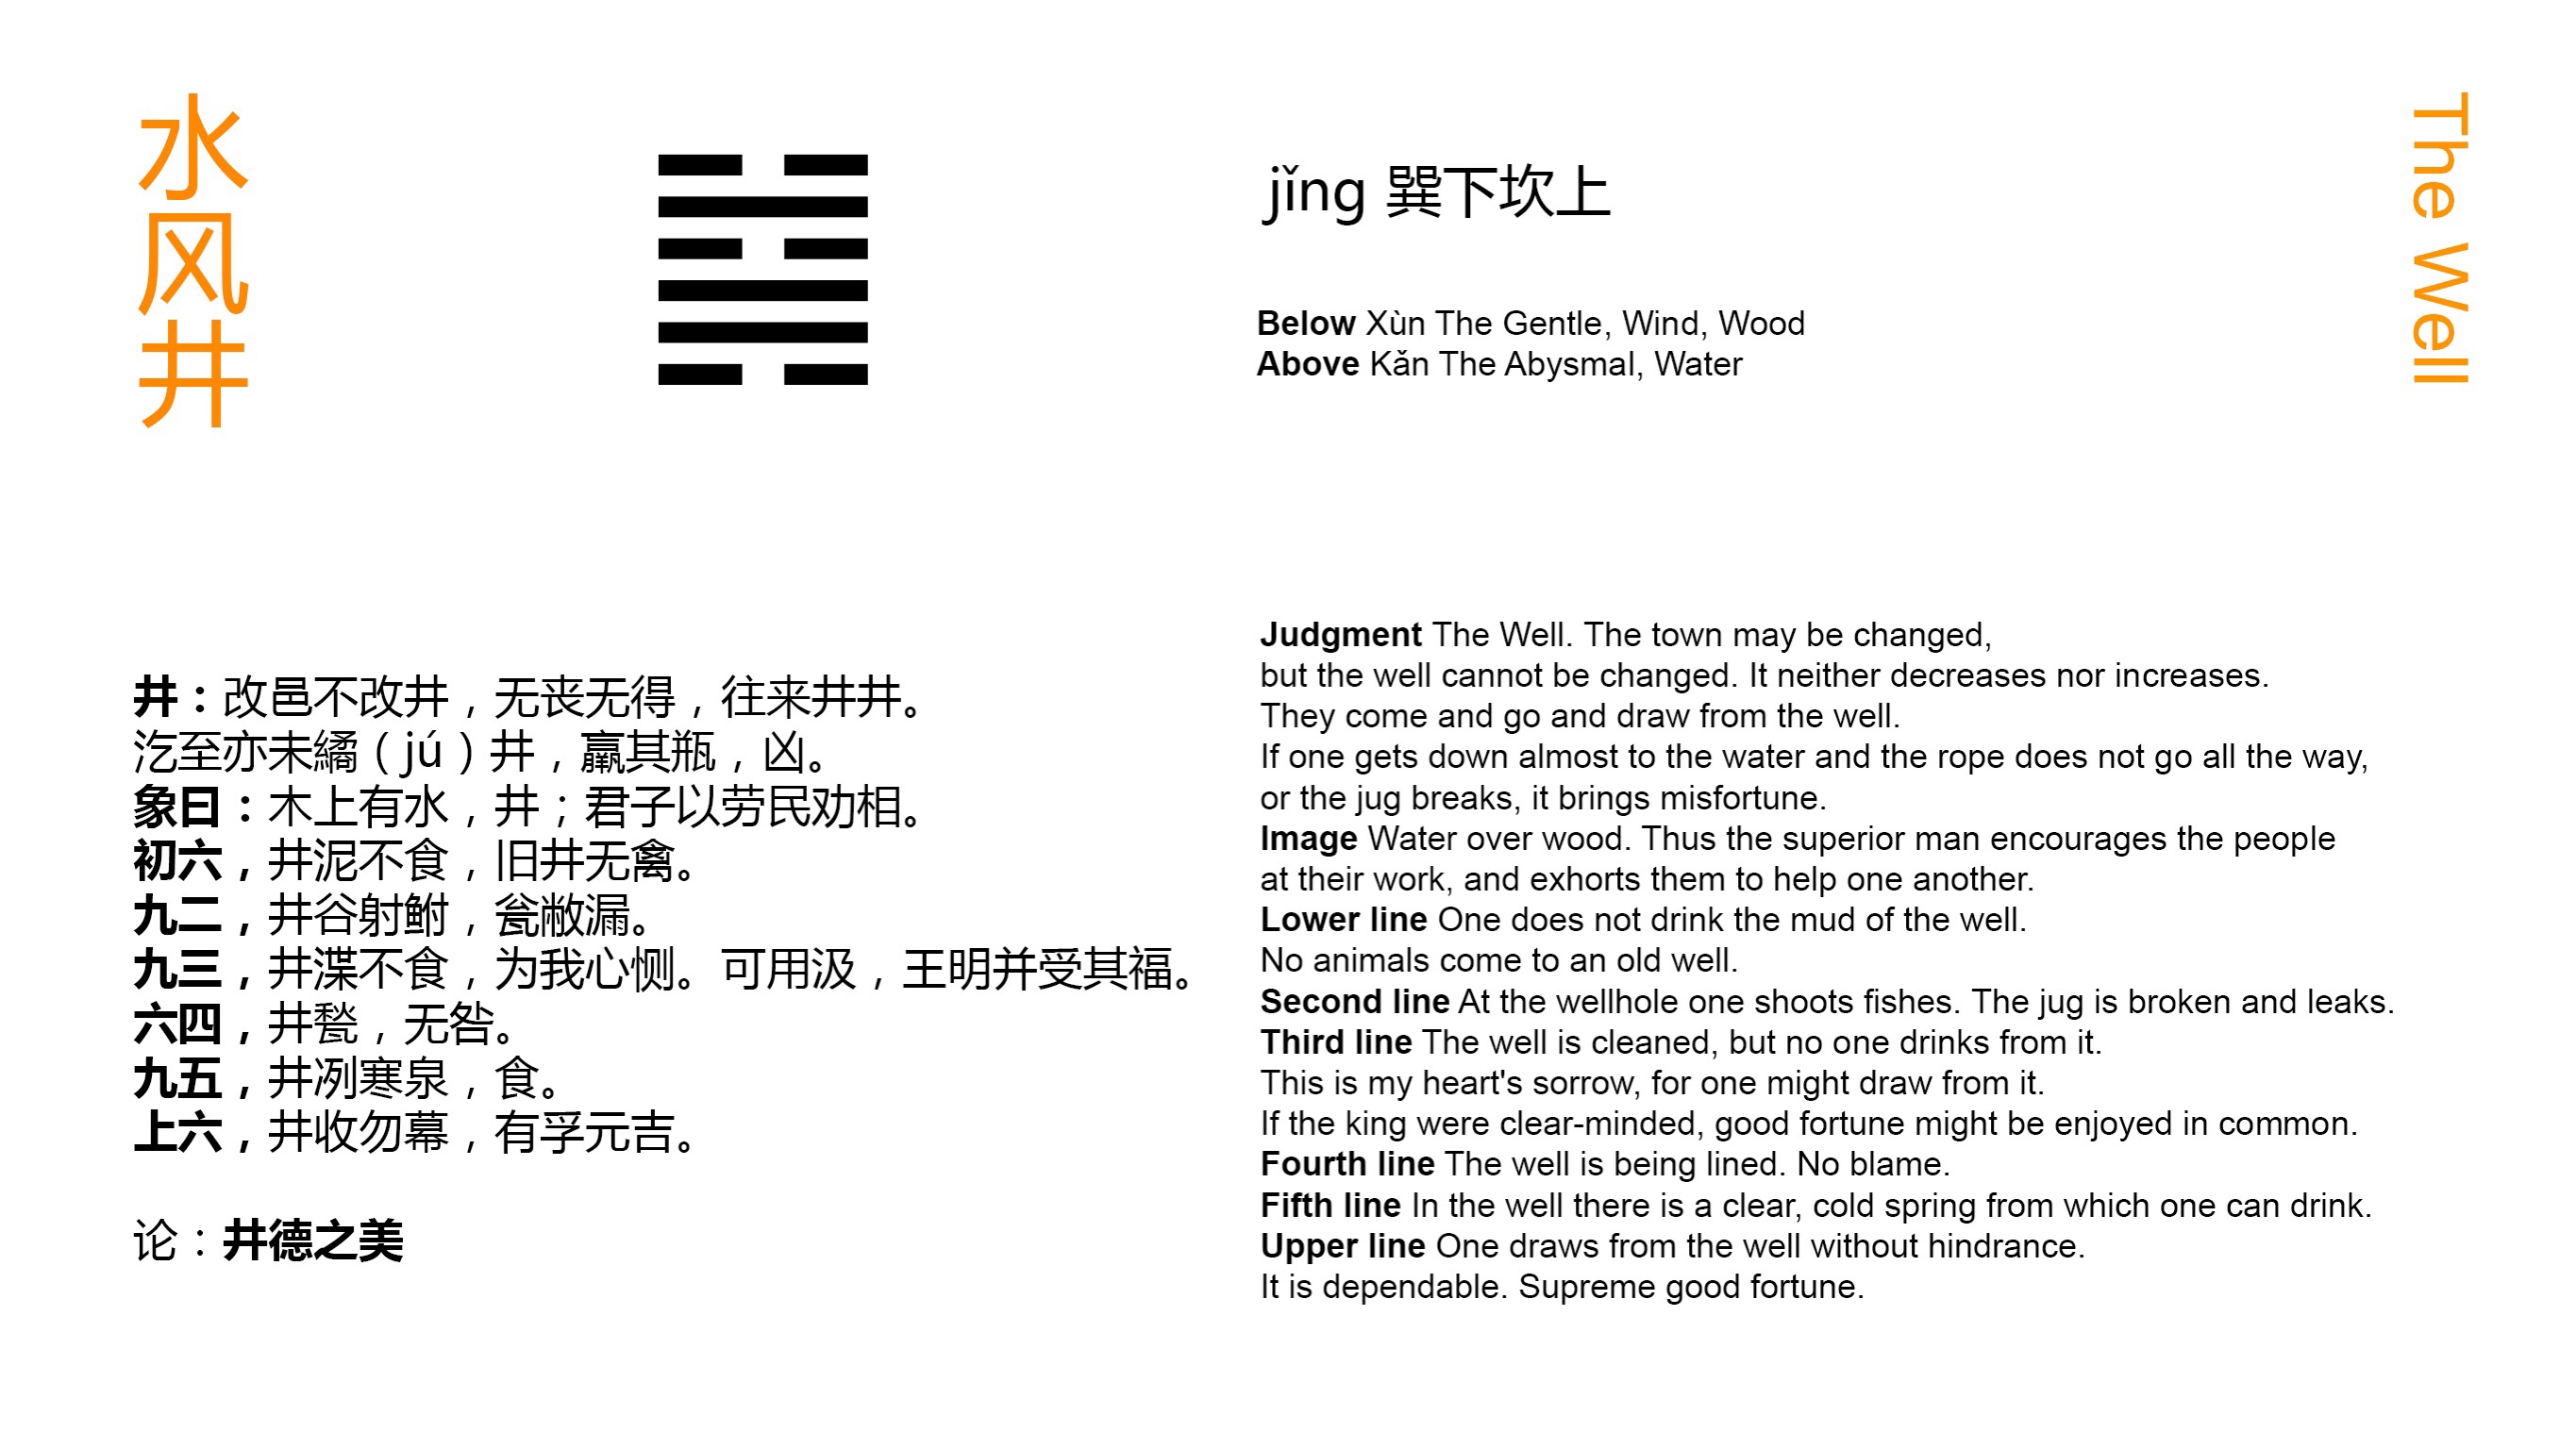 水风井
jǐng 巽下坎上
Below Xùn The Gentle, Wind, Wood
Above Kǎn The Abysmal, Water
The Well
井：改邑不改井，无丧无得，往来井井。
汔至亦未繘（jú）井，羸其瓶，凶。
象曰：木上有水，井；君子以劳民劝相。
初六，井泥不食，旧井无禽。
九二，井谷射鲋，瓮敝漏。
九三，井渫不食，为我心恻。可用汲，王明并受其福。
六四，井甃，无咎。
九五，井冽寒泉，食。
上六，井收勿幕，有孚元吉。
论：井德之美
Judgment The Well. The town may be changed,
but the well cannot be changed. It neither decreases nor increases.
They come and go and draw from the well.
If one gets down almost to the water and the rope does not go all the way,
or the jug breaks, it brings misfortune.
Image Water over wood. Thus the superior man encourages the people
at their work, and exhorts them to help one another.
Lower line One does not drink the mud of the well.
No animals come to an old well.
Second line At the wellhole one shoots fishes. The jug is broken and leaks.
Third line The well is cleaned, but no one drinks from it.
This is my heart's sorrow, for one might draw from it.
If the king were clear-minded, good fortune might be enjoyed in common.
Fourth line The well is being lined. No blame.
Fifth line In the well there is a clear, cold spring from which one can drink.
Upper line One draws from the well without hindrance.
It is dependable. Supreme good fortune.